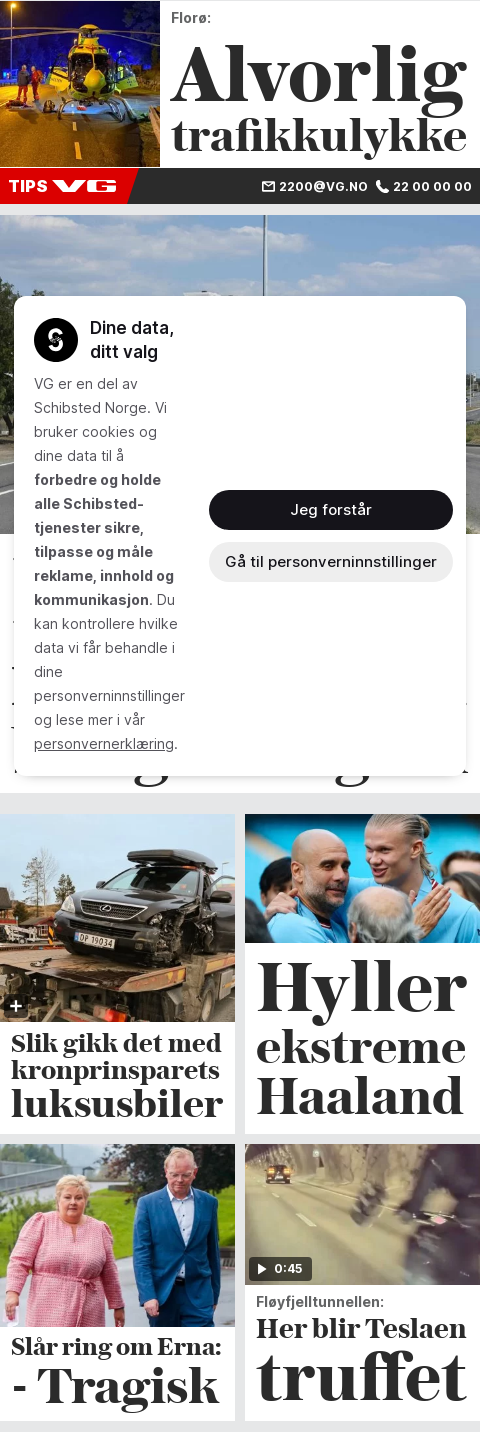 Florø:
Alvorlig
trafikkulykke
TIPS VG 2200@VG.NO 22 00 00 00
Dine data,
ditt valg
VG er en del av
Schibsted Norge. Vi
bruker cookies og
dine data til å
forbedre og holde
alle Schibsted-
tjenester sikre,
tilpasse og måle
reklame, innhold og
kommunikasjon. Du
kan kontrollere hvilke
data vi får behandle i
dine
personverninnstillinger
og lese mer i vår
personvernerklæring.
Jeg forstår
Gå til personverninnstillinger
DP 19034
Slik gikk det med
kronprinsparets
luksusbiler
Hyller
ekstreme
Haaland
Slår ring om Erna:
- Tragisk
0:45
Fløyfjelltunnellen:
Her blir Teslaen
truffet